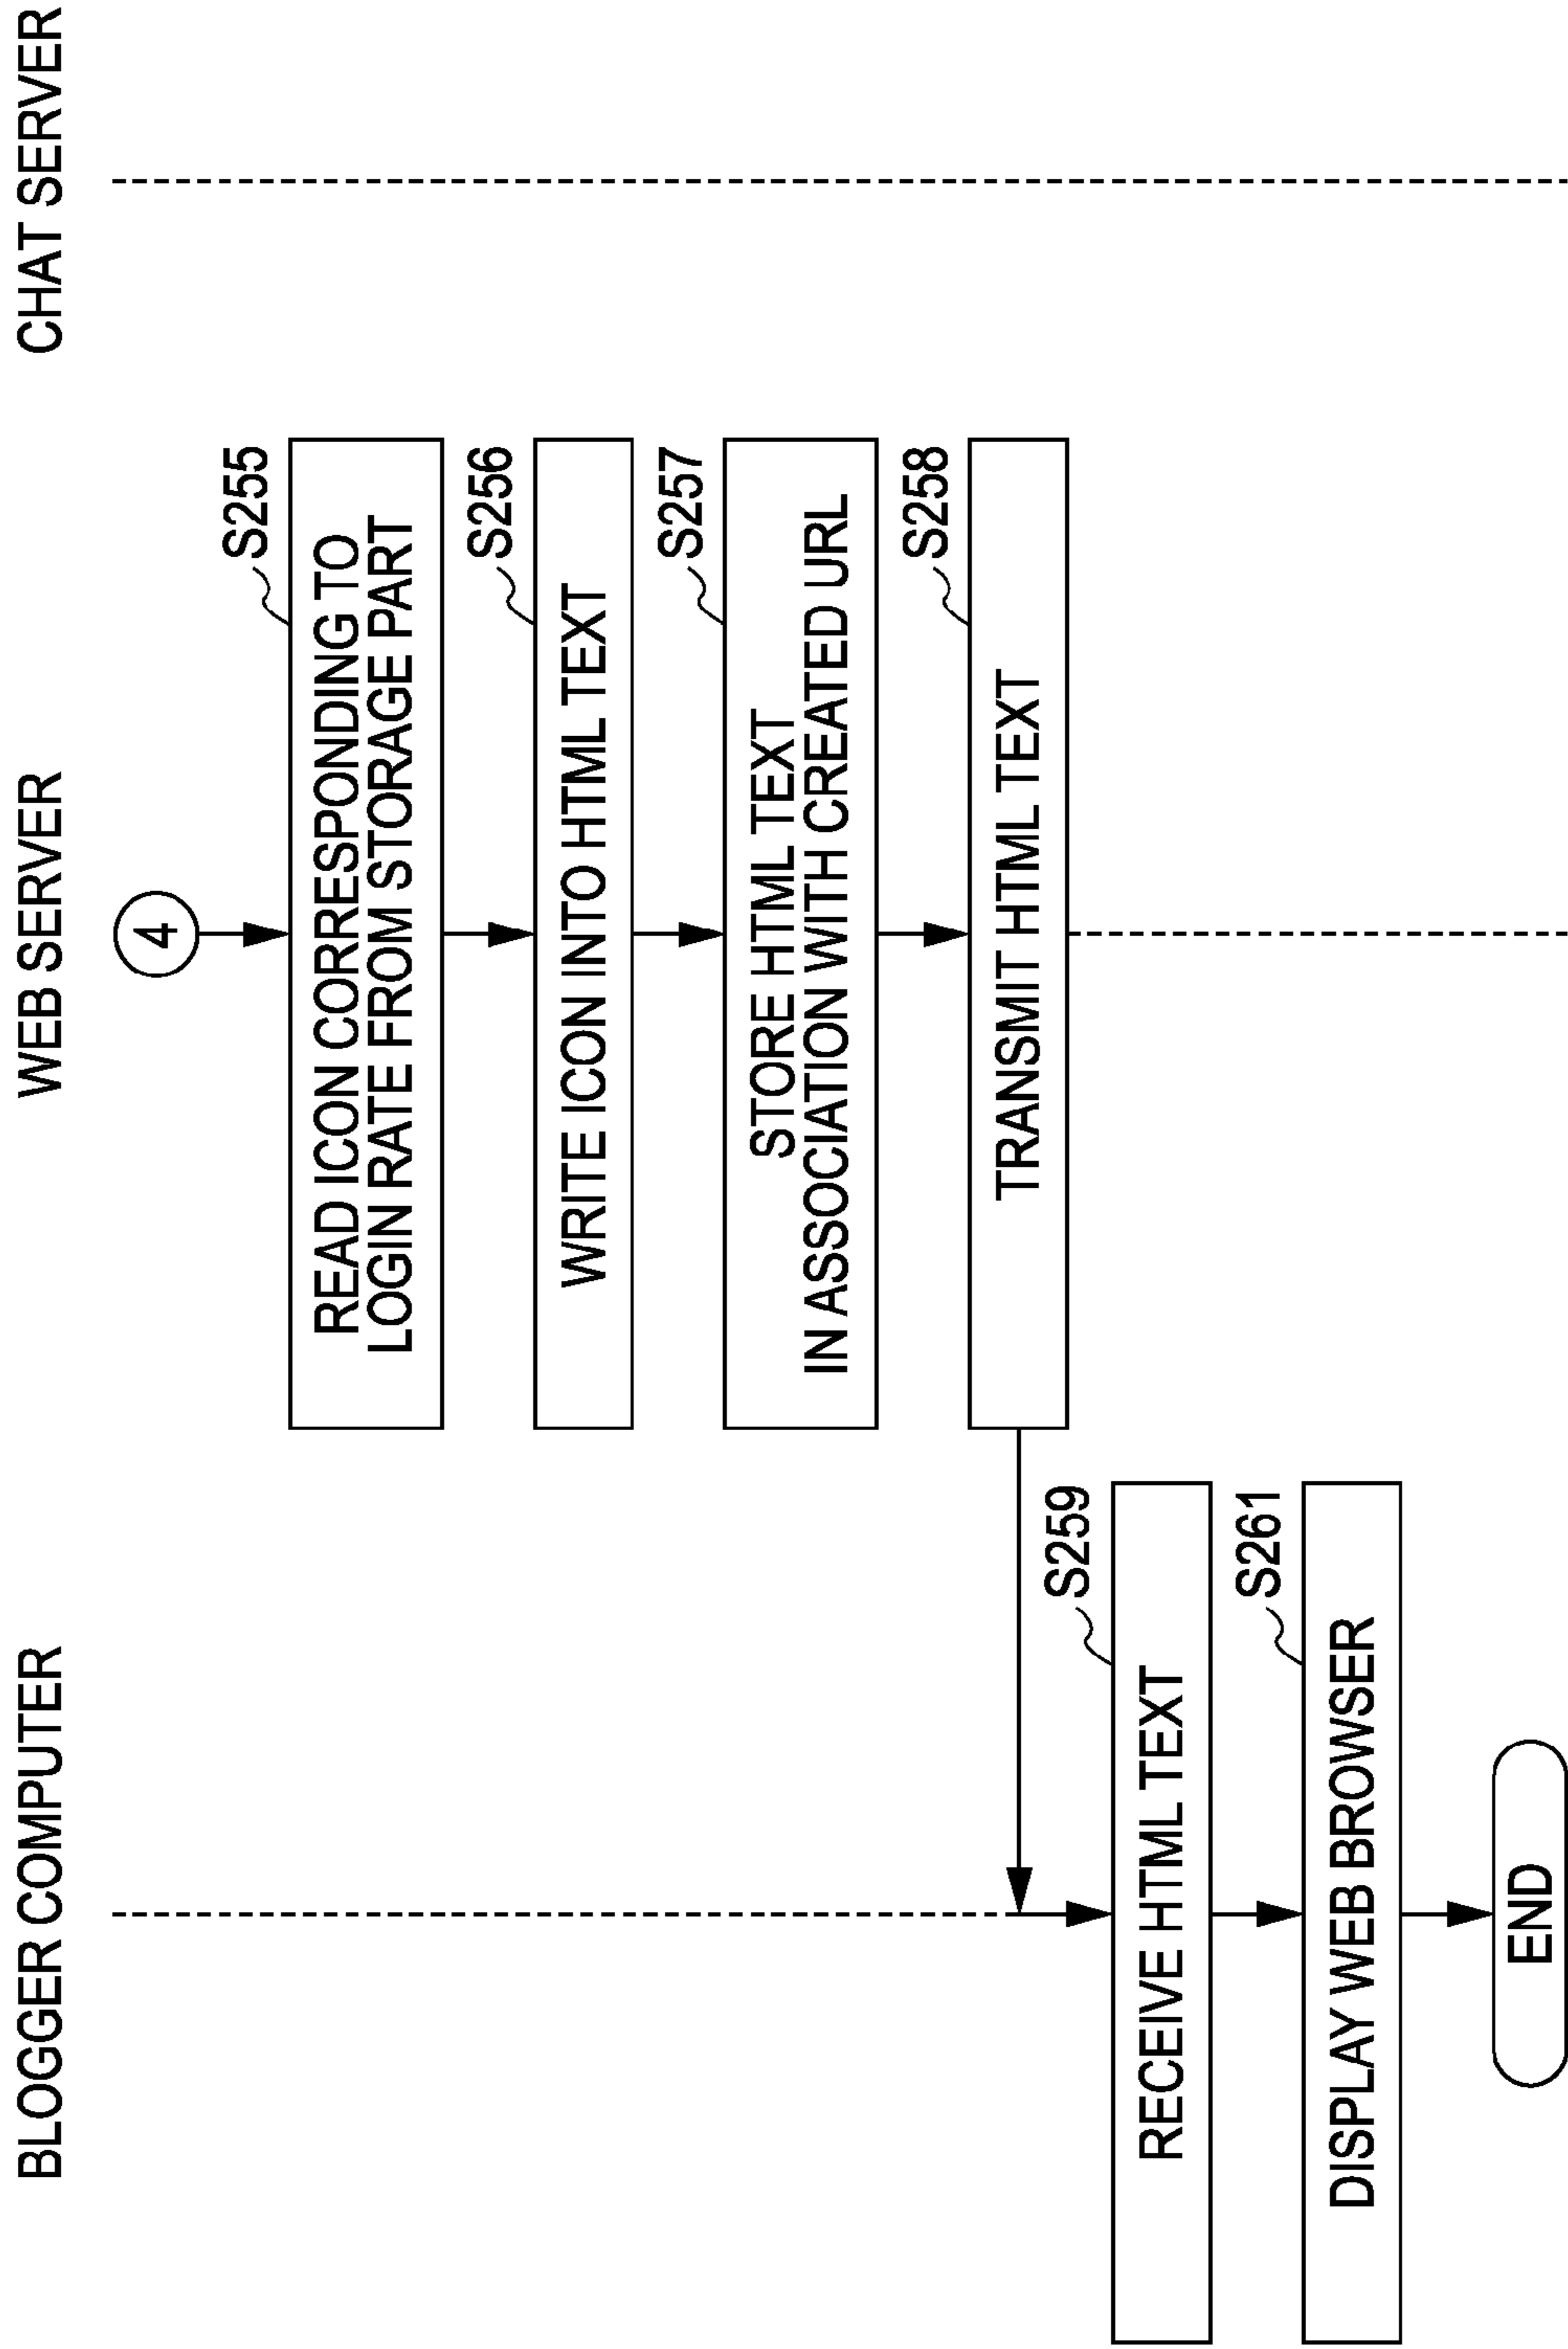 BLOGGER COMPUTER
WEB SERVER
CHAT SERVER
4
S255
READ ICON CORRESPONDING TO
LOGIN RATE FROM STORAGE PART
S256
WRITE ICON INTO HTML TEXT
S257
STORE HTML TEXT
IN ASSOCIATION WITH CREATED URL
S258
TRANSMIT HTML TEXT
S259
RECEIVE HTML TEXT
S261
DISPLAY WEB BROWSER
END